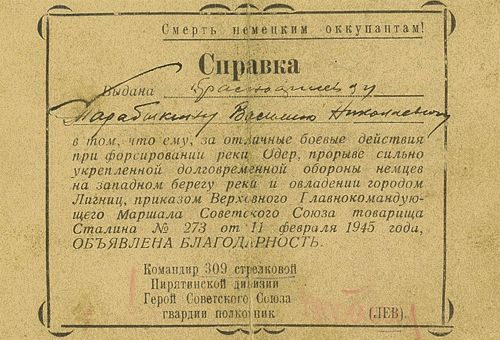 Смерть немецким оккупантам!
Справка
Выдана Красноармейцу
Марабыкину Василию Николаевичу
в том, что ему, за отличные боевые действия
при форсировании реки Одер, прорыве сильно
укрепленной долговременной обороны немцев
на западном берегу реки и овладении городом
Лигниц, приказом Верховного Главнокомандую-
щего Маршала Советского Союза товарища
Сталина № 273 от 11 февраля 1945 года,
ОБЪЯВЛЕНА БЛАГОДАРНОСТЬ.
Командир 309 стрелковой
Пирятинской дивизии
Герой Советского Союза
гвардии полковник (ЛЕВ).